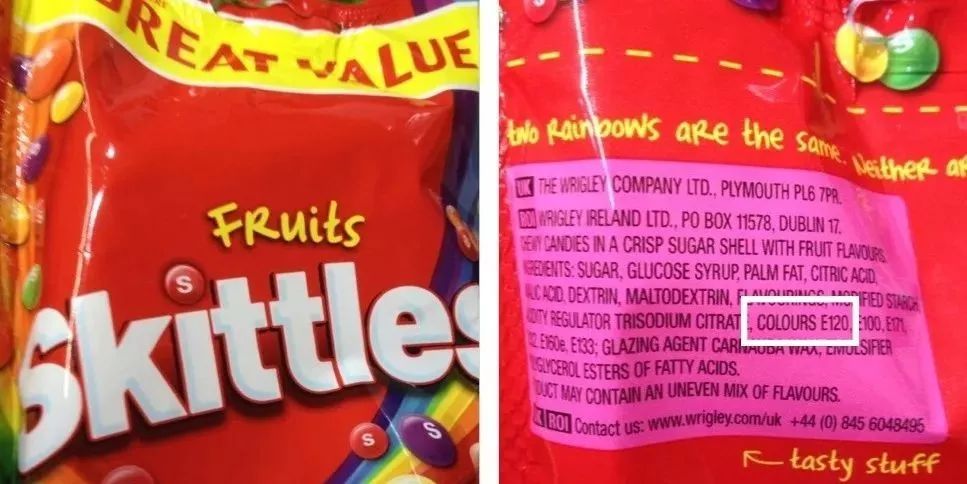 GREAT VALUE
Fruits
Skittles
S
S
S
S
S
two Rainbows are the same. Neither
UK THE WRIGLEY COMPANY LTD., PLYMOUTH PL6 7PR.
ROI WRIGLEY IRELAND LTD., PO BOX 11578, DUBLIN 17.
CHEWY CANDIES IN A CRISP SUGAR SHELL WITH FRUIT FLAVOURS.
INGREDIENTS: SUGAR, GLUCOSE SYRUP, PALM FAT, CITRIC ACID,
MALIC ACID, DEXTRIN, MALTODEXTRIN, FLAVOURINGS, MODIFIED STARCH,
ACIDITY REGULATOR TRISODIUM CITRATE, COLOURS E120, E100, E171,
E160e, E133; GLAZING AGENT CARNAUBA WAX, EMULSIFIER
POLYGLYCEROL ESTERS OF FATTY ACIDS.
PRODUCT MAY CONTAIN AN UNEVEN MIX OF FLAVOURS.
UK ROI Contact us: www.wrigley.com/uk +44 (0) 845 6048495
tasty stuff